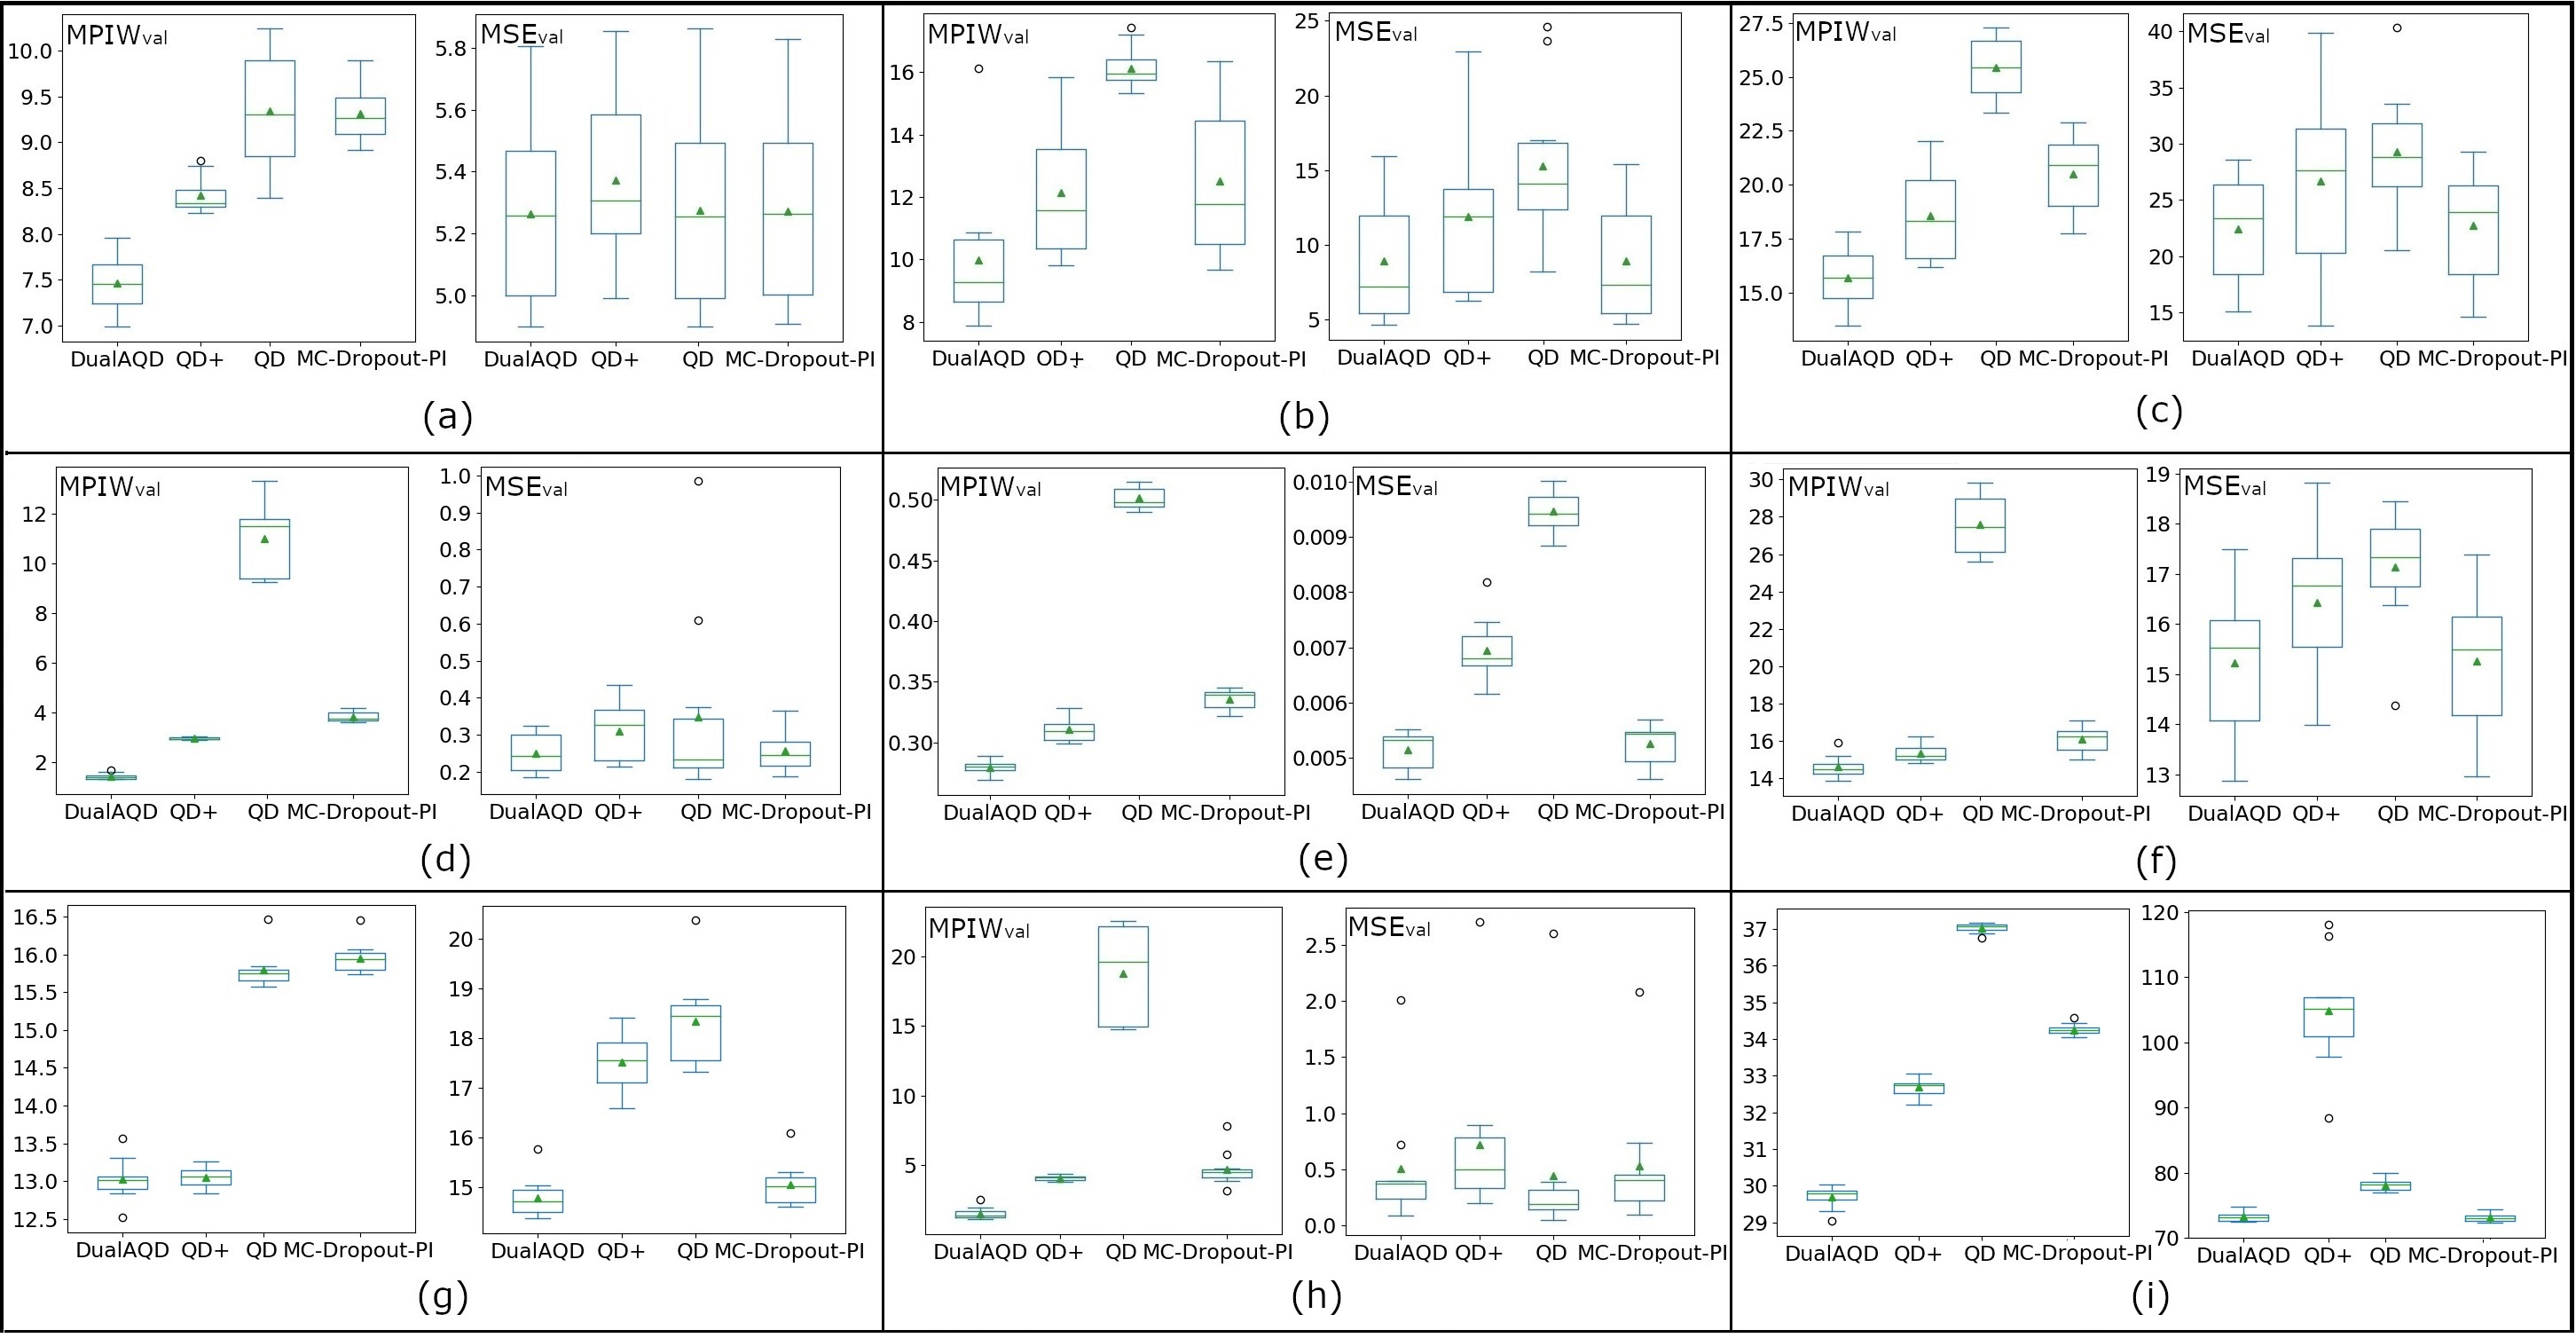 MPIWval
10.0
9.5
9.0
8.5
8.0
7.5
7.0
DualAQD QD+ QD MC-Dropout-PI
MSEval
5.8
5.6
5.4
5.2
5.0
DualAQD QD+ QD MC-Dropout-PI
(a)
MPIWval
16
14
12
10
8
DualAQD QD+ QD MC-Dropout-PI
MSEval
25
20
15
10
5
DualAQD QD+ QD MC-Dropout-PI
(b)
MPIWval
27.5
25.0
22.5
20.0
17.5
15.0
DualAQD QD+ QD MC-Dropout-PI
MSEval
40
35
30
25
20
15
DualAQD QD+ QD MC-Dropout-PI
(c)
MPIWval
12
10
8
6
4
2
DualAQD QD+ QD MC-Dropout-PI
MSEval
1.0
0.9
0.8
0.7
0.6
0.5
0.4
0.3
0.2
DualAQD QD+ QD MC-Dropout-PI
(d)
MPIWval
0.50
0.45
0.40
0.35
0.30
DualAQD QD+ QD MC-Dropout-PI
MSEval
0.010
0.009
0.008
0.007
0.006
0.005
DualAQD QD+ QD MC-Dropout-PI
(e)
MPIWval
30
28
26
24
22
20
18
16
14
DualAQD QD+ QD MC-Dropout-PI
MSEval
19
18
17
16
15
14
13
DualAQD QD+ QD MC-Dropout-PI
(f)
16.5
16.0
15.5
15.0
14.5
14.0
13.5
13.0
12.5
DualAQD QD+ QD MC-Dropout-PI
20
19
18
17
16
15
DualAQD QD+ QD MC-Dropout-PI
(g)
MPIWval
20
15
10
5
DualAQD QD+ QD MC-Dropout-PI
MSEval
2.5
2.0
1.5
1.0
0.5
0.0
DualAQD QD+ QD MC-Dropout-PI
(h)
37
36
35
34
33
32
31
30
29
DualAQD QD+ QD MC-Dropout-PI
120
110
100
90
80
70
DualAQD QD+ QD MC-Dropout-PI
(i)